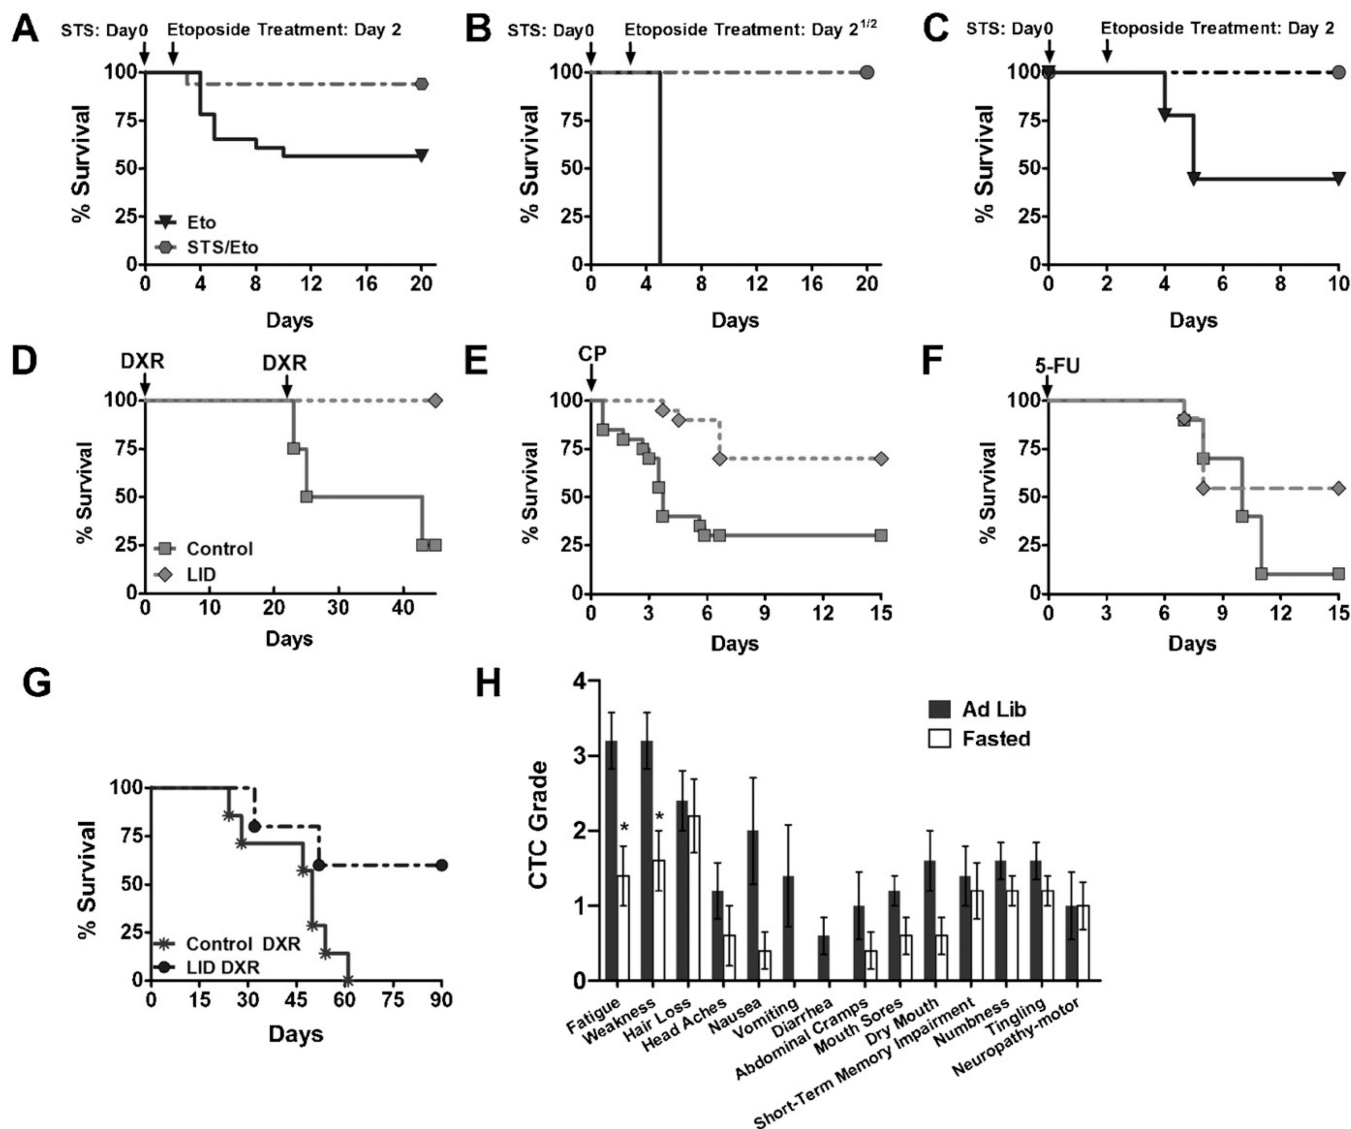 A
STS: Day0
Etoposide Treatment: Day 2
% Survival
100
75
50
25
0
Eto
STS/Eto
0 4 8 12 16 20
Days
B
STS: Day0
Etoposide Treatment: Day 2 1/2
% Survival
100
75
50
25
0
0 4 8 12 16 20
Days
C
STS: Day0
Etoposide Treatment: Day 2
% Survival
100
75
50
25
0
0 2 4 6 8 10
Days
D
DXR
DXR
% Survival
100
75
50
25
0
Control
LID
0 10 20 30 40
Days
E
CP
% Survival
100
75
50
25
0
0 3 6 9 12 15
Days
F
5-FU
% Survival
100
75
50
25
0
0 3 6 9 12 15
Days
G
% Survival
100
75
50
25
0
Control DXR
LID DXR
0 15 30 45 60 75 90
Days
H
CTC Grade
4
3
2
1
0
Ad Lib
Fasted
*
*
Fatigue
Weakness
Hair Loss
Head Aches
Nausea
Vomiting
Diarrhea
Abdominal Cramps
Mouth Sores
Dry Mouth
Short-Term Memory Impairment
Numbness
Tingling
Neuropathy-motor